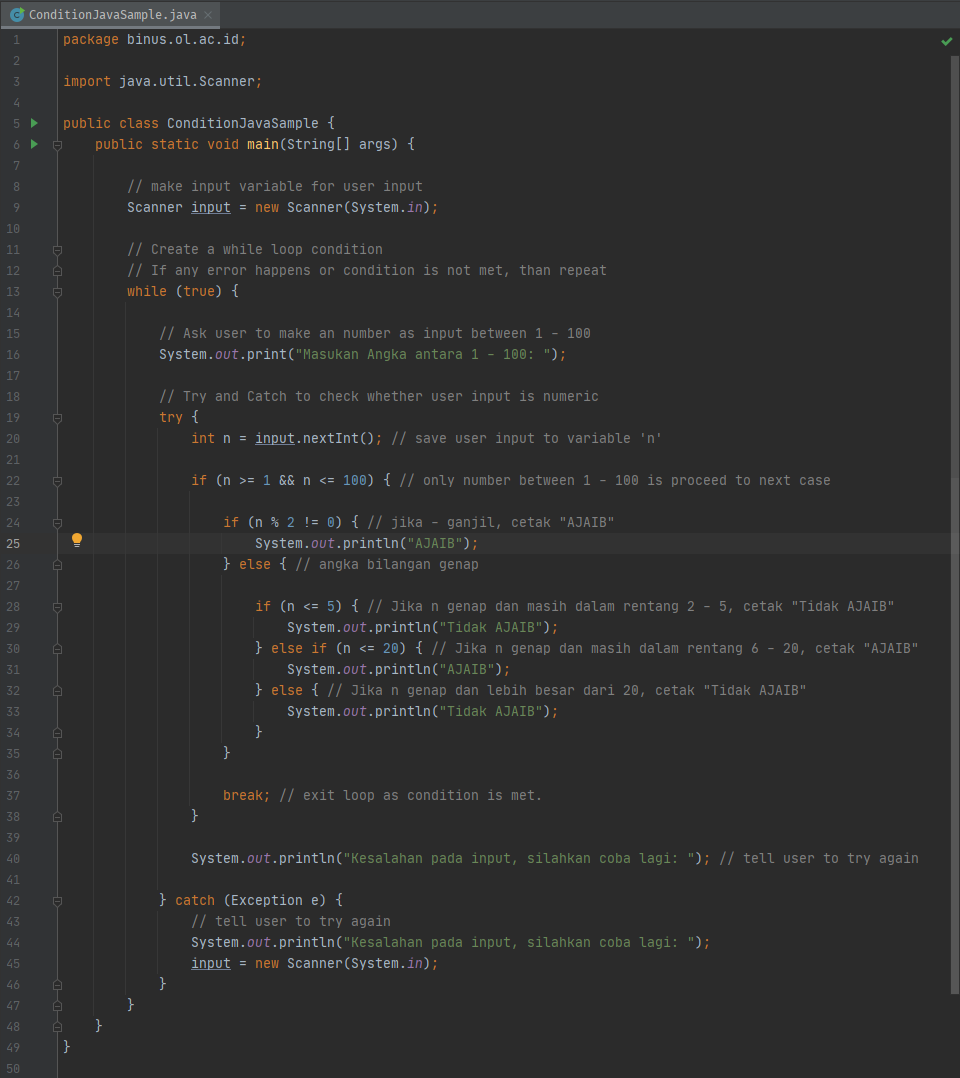 ConditionJavaSample.java
1 package binus.ol.ac.id;
2
3 import java.util.Scanner;
4
5 public class ConditionJavaSample {
6 public static void main(String[] args) {
7
8 // make input variable for user input
9 Scanner input = new Scanner(System.in);
10
11 // Create a while loop condition
12 // If any error happens or condition is not met, than repeat
13 while (true) {
14
15 // Ask user to make an number as input between 1 - 100
16 System.out.print("Masukan Angka antara 1 - 100: ");
17
18 // Try and Catch to check whether user input is numeric
19 try {
20 int n = input.nextInt(); // save user input to variable 'n'
21
22 if (n >= 1 && n <= 100) { // only number between 1 - 100 is proceed to next case
23
24 if (n % 2 != 0) { // jika - ganjil, cetak "AJAIB"
25 System.out.println("AJAIB");
26 } else { // angka bilangan genap
27
28 if (n <= 5) { // Jika n genap dan masih dalam rentang 2 - 5, cetak "Tidak AJAIB"
29 System.out.println("Tidak AJAIB");
30 } else if (n <= 20) { // Jika n genap dan masih dalam rentang 6 - 20, cetak "AJAIB"
31 System.out.println("AJAIB");
32 } else { // Jika n genap dan lebih besar dari 20, cetak "Tidak AJAIB"
33 System.out.println("Tidak AJAIB");
34 }
35 }
36
37 break; // exit loop as condition is met.
38 }
39
40 System.out.println("Kesalahan pada input, silahkan coba lagi: "); // tell user to try again
41
42 } catch (Exception e) {
43 // tell user to try again
44 System.out.println("Kesalahan pada input, silahkan coba lagi: ");
45 input = new Scanner(System.in);
46 }
47 }
48 }
49 }
50